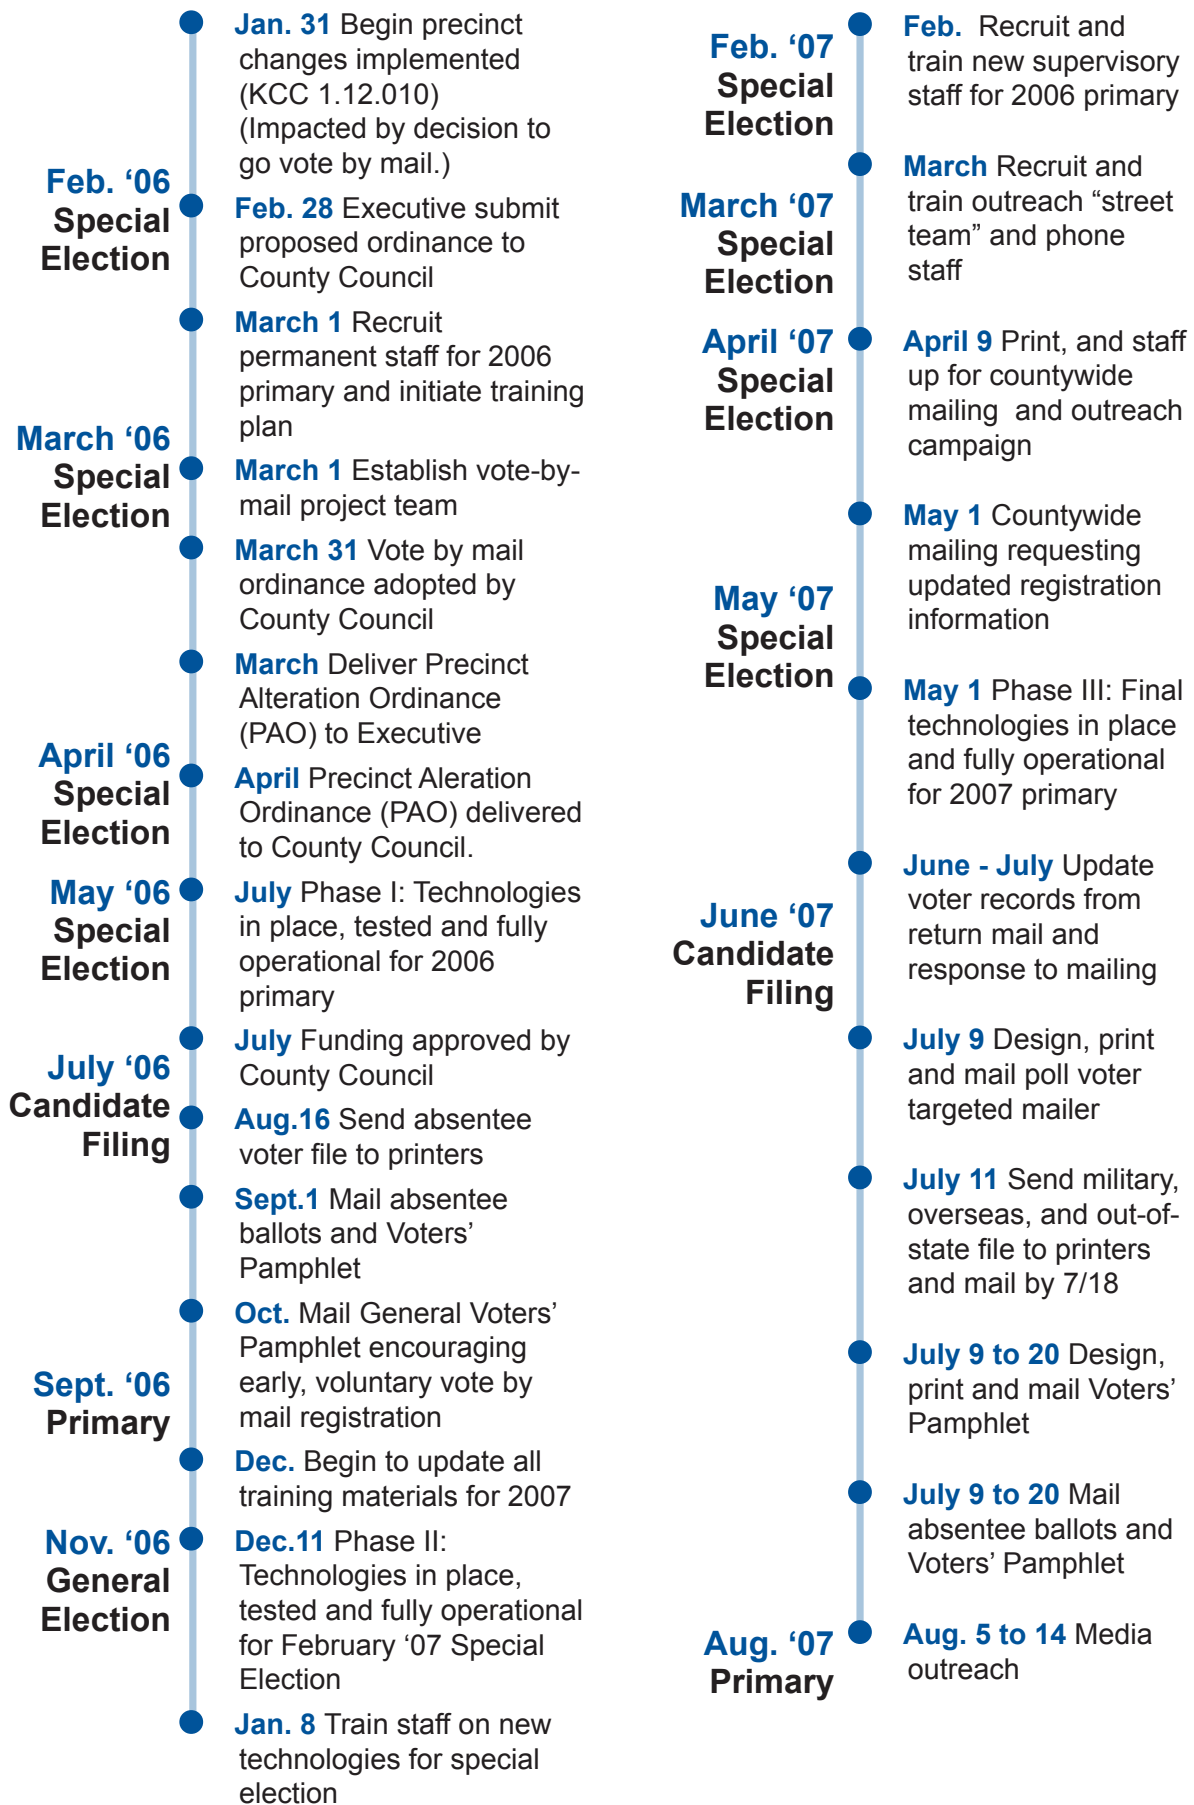 Jan. 31 Begin precinct
changes implemented
(KCC 1.12.010)
(Impacted by decision to
go vote by mail.)
Feb. ‘06
Special
Election
Feb. 28 Executive submit
proposed ordinance to
County Council
March 1 Recruit
permanent staff for 2006
primary and initiate training
plan
March ‘06
Special
Election
March 1 Establish vote-by-
mail project team
March 31 Vote by mail
ordinance adopted by
County Council
March Deliver Precinct
Alteration Ordinance
(PAO) to Executive
April ‘06
Special
Election
April Precinct Aleration
Ordinance (PAO) delivered
to County Council.
May ‘06
Special
Election
July Phase I: Technologies
in place, tested and fully
operational for 2006
primary
July Funding approved by
County Council
July ‘06
Candidate
Filing
Aug.16 Send absentee
voter file to printers
Sept.1 Mail absentee
ballots and Voters’
Pamphlet
Oct. Mail General Voters’
Pamphlet encouraging
early, voluntary vote by
mail registration
Sept. ‘06
Primary
Dec. Begin to update all
training materials for 2007
Nov. ‘06
General
Election
Dec.11 Phase II:
Technologies in place,
tested and fully operational
for February ‘07 Special
Election
Jan. 8 Train staff on new
technologies for special
election
Feb. ‘07
Special
Election
Feb. Recruit and
train new supervisory
staff for 2006 primary
March ‘07
Special
Election
March Recruit and
train outreach “street
team” and phone
staff
April ‘07
Special
Election
April 9 Print, and staff
up for countywide
mailing and outreach
campaign
May 1 Countywide
mailing requesting
updated registration
information
May ‘07
Special
Election
May 1 Phase III: Final
technologies in place
and fully operational
for 2007 primary
June - July Update
voter records from
return mail and
response to mailing
June ‘07
Candidate
Filing
July 9 Design, print
and mail poll voter
targeted mailer
July 11 Send military,
overseas, and out-of-
state file to printers
and mail by 7/18
July 9 to 20 Design,
print and mail Voters’
Pamphlet
July 9 to 20 Mail
absentee ballots and
Voters’ Pamphlet
Aug. ‘07
Primary
Aug. 5 to 14 Media
outreach